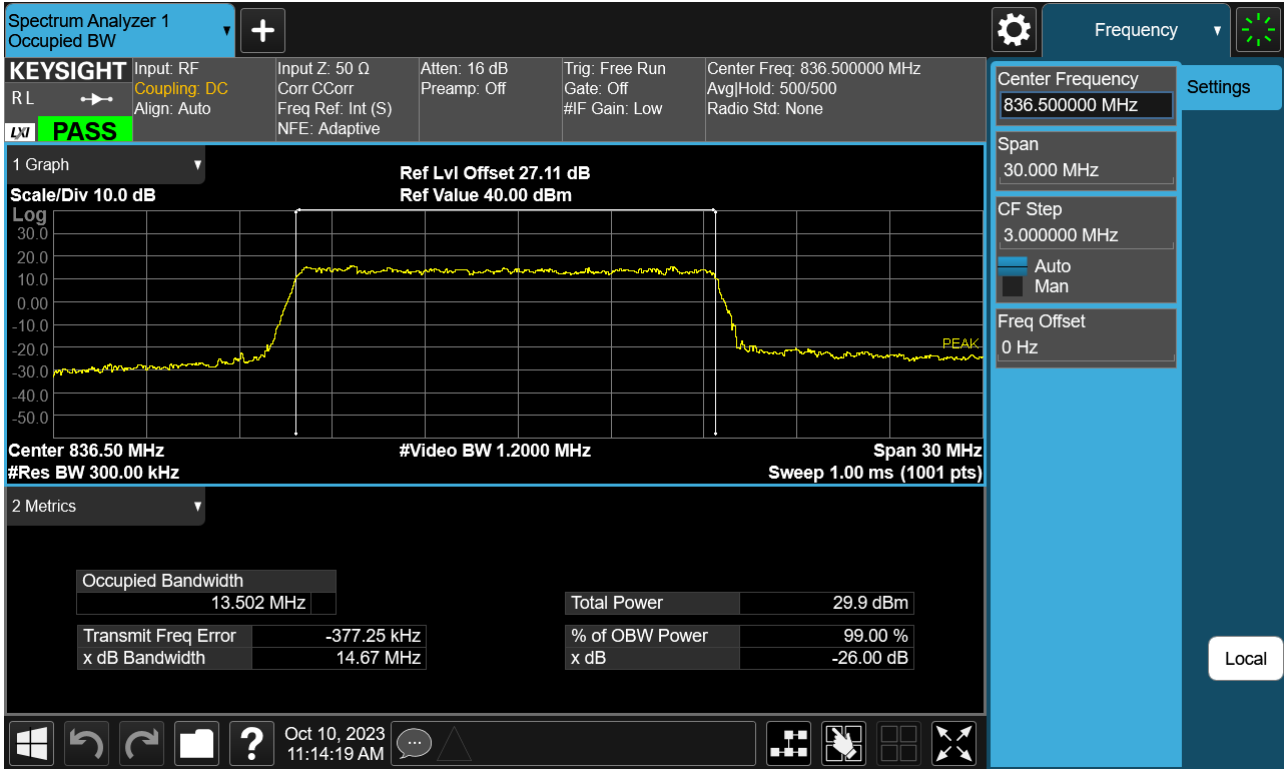 Spectrum Analyzer 1
Occupied BW
Frequency
KEYSIGHT
R L
LXI PASS
Input: RF
Coupling: DC
Align: Auto
Input Z: 50 Ω
Corr CCorr
Freq Ref: Int (S)
NFE: Adaptive
Atten: 16 dB
Preamp: Off
Trig: Free Run
Gate: Off
#IF Gain: Low
Center Freq: 836.500000 MHz
Avg|Hold: 500/500
Radio Std: None
Center Frequency
836.500000 MHz
Settings
Span
30.000 MHz
CF Step
3.000000 MHz
Auto
Man
Freq Offset
0 Hz
Local
1 Graph
Ref Lvl Offset 27.11 dB
Scale/Div 10.0 dB
Ref Value 40.00 dBm
Log
30.0
20.0
10.0
0.00
-10.0
-20.0
-30.0
-40.0
-50.0
PEAK
Center 836.50 MHz
#Video BW 1.2000 MHz
Span 30 MHz
#Res BW 300.00 kHz
Sweep 1.00 ms (1001 pts)
2 Metrics
Occupied Bandwidth
13.502 MHz
Total Power 29.9 dBm
Transmit Freq Error -377.25 kHz
% of OBW Power 99.00 %
x dB Bandwidth 14.67 MHz
x dB -26.00 dB
?
Oct 10, 2023
11:14:19 AM